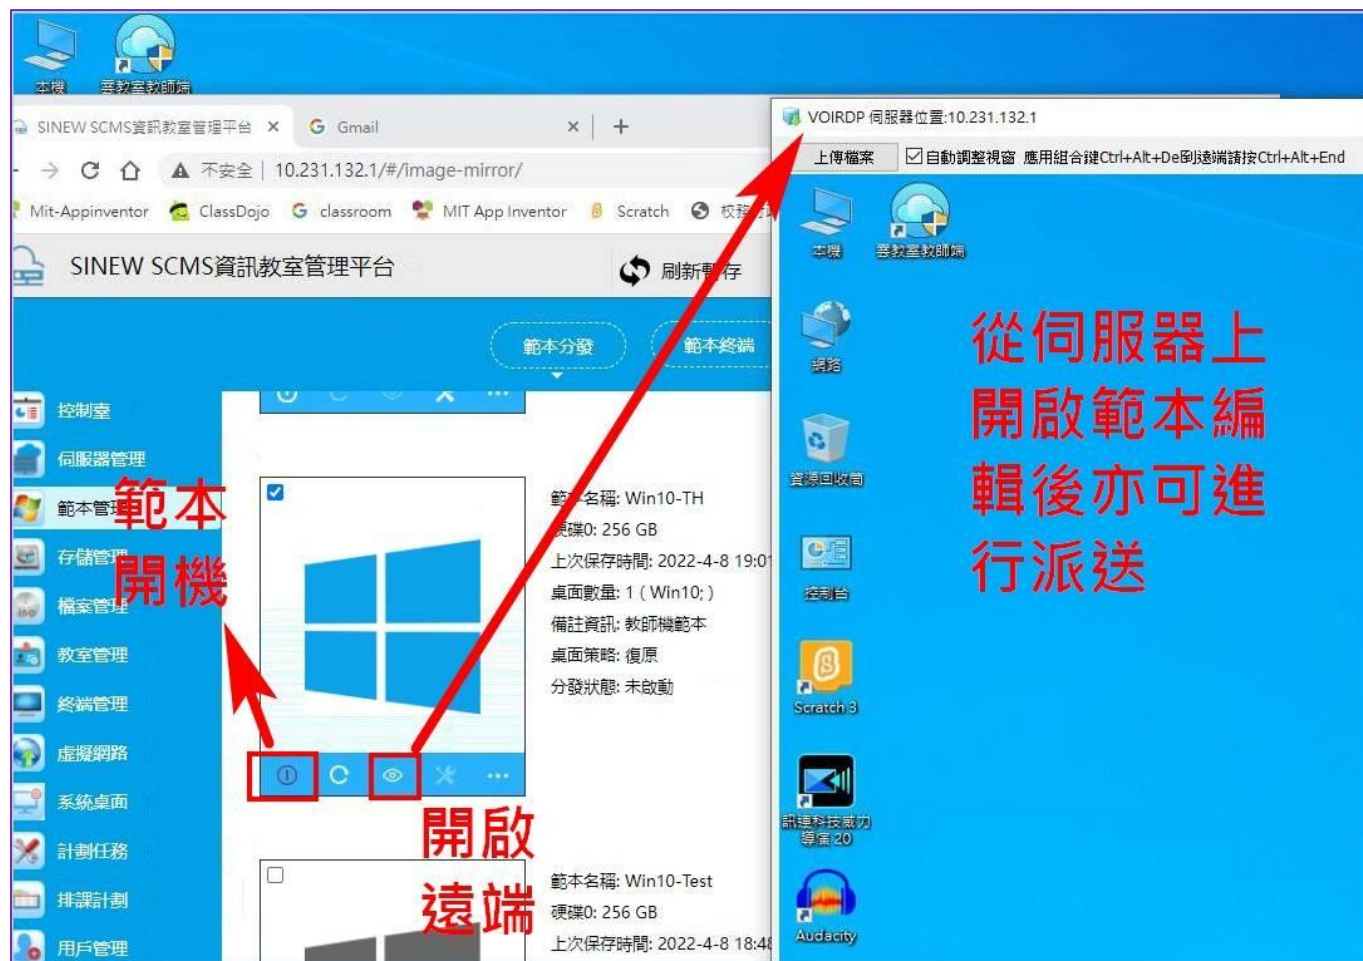 本機
雲教室教師端
SINEW SCMS資訊教室管理平台
Gmail
不安全 | 10.231.132.1/#/image-mirror/
Mit-Appinventor
ClassDojo
classroom
MIT App Inventor
Scratch
SINEW SCMS資訊教室管理平台
刷新暫存
範本分發
範本終端
控制臺
伺服器管理
範本管理
存儲管理
檔案管理
教室管理
終端管理
虛擬網路
系統桌面
計劃任務
排課計劃
用戶管理
範本
開機
範本名稱: Win10-TH
硬碟0: 256 GB
上次保存時間: 2022-4-8 19:01
桌面數量: 1 ( Win10; )
備註資訊: 教師機範本
桌面策略: 復原
分發狀態: 未啟動
開啟
遠端
範本名稱: Win10-Test
硬碟0: 256 GB
上次保存時間: 2022-4-8 18:48
VOIRDP 伺服器位置:10.231.132.1
上傳檔案
自動調整視窗 應用組合鍵Ctrl+Alt+De到遠端請按Ctrl+Alt+End
本機
雲教室教師端
網路
資源回收筒
控制台
Scratch 3
訊連科技威力
導演 20
Audacity
從伺服器上
開啟範本編
輯後亦可進
行派送